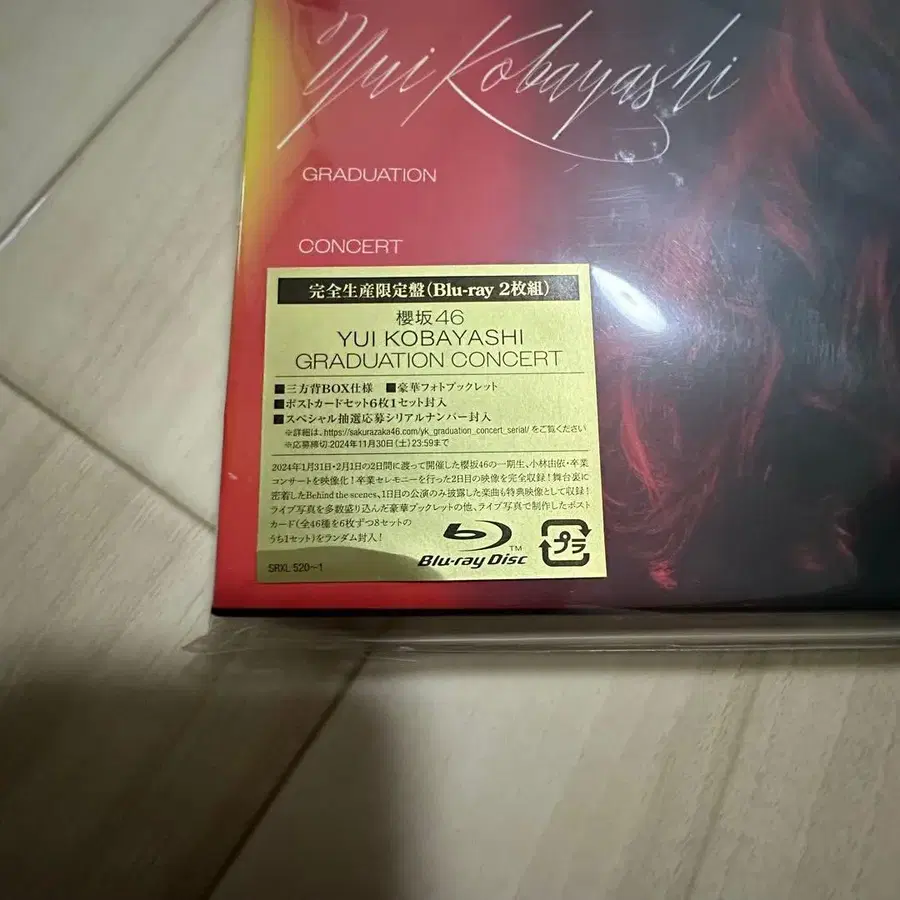 Yui Kobayashi
GRADUATION
CONCERT
完全生産限定盤(Blu-ray 2枚組)
櫻坂46
YUI KOBAYASHI
GRADUATION CONCERT
■三方背BOX仕様 ■豪華フォトブックレット
■ポストカードセット6枚1セット封入
■スペシャル抽選応募シリアルナンバー封入
※詳細は、https://sakurazaka46.com/yk_graduation_concert_serial/ をご覧ください
※応募締切:2024年11月30日(土)23:59まで
2024年1月31日・2月1日の2日間に渡って開催した櫻坂46の一期生、小林由依・卒業
コンサートを映像化!卒業セレモニーを行った2日目の映像を完全収録!舞台裏に
密着したBehind the scenes、1日目の公演のみ披露した楽曲も特典映像として収録!
ライブ写真を多数盛り込んだ豪華ブックレットの他、ライブ写真で制作したポスト
カード(全46種を6枚ずつ8セットの
うち1セット)をランダム封入!
Blu-ray Disc
TM
プラ
SRXL 520〜1